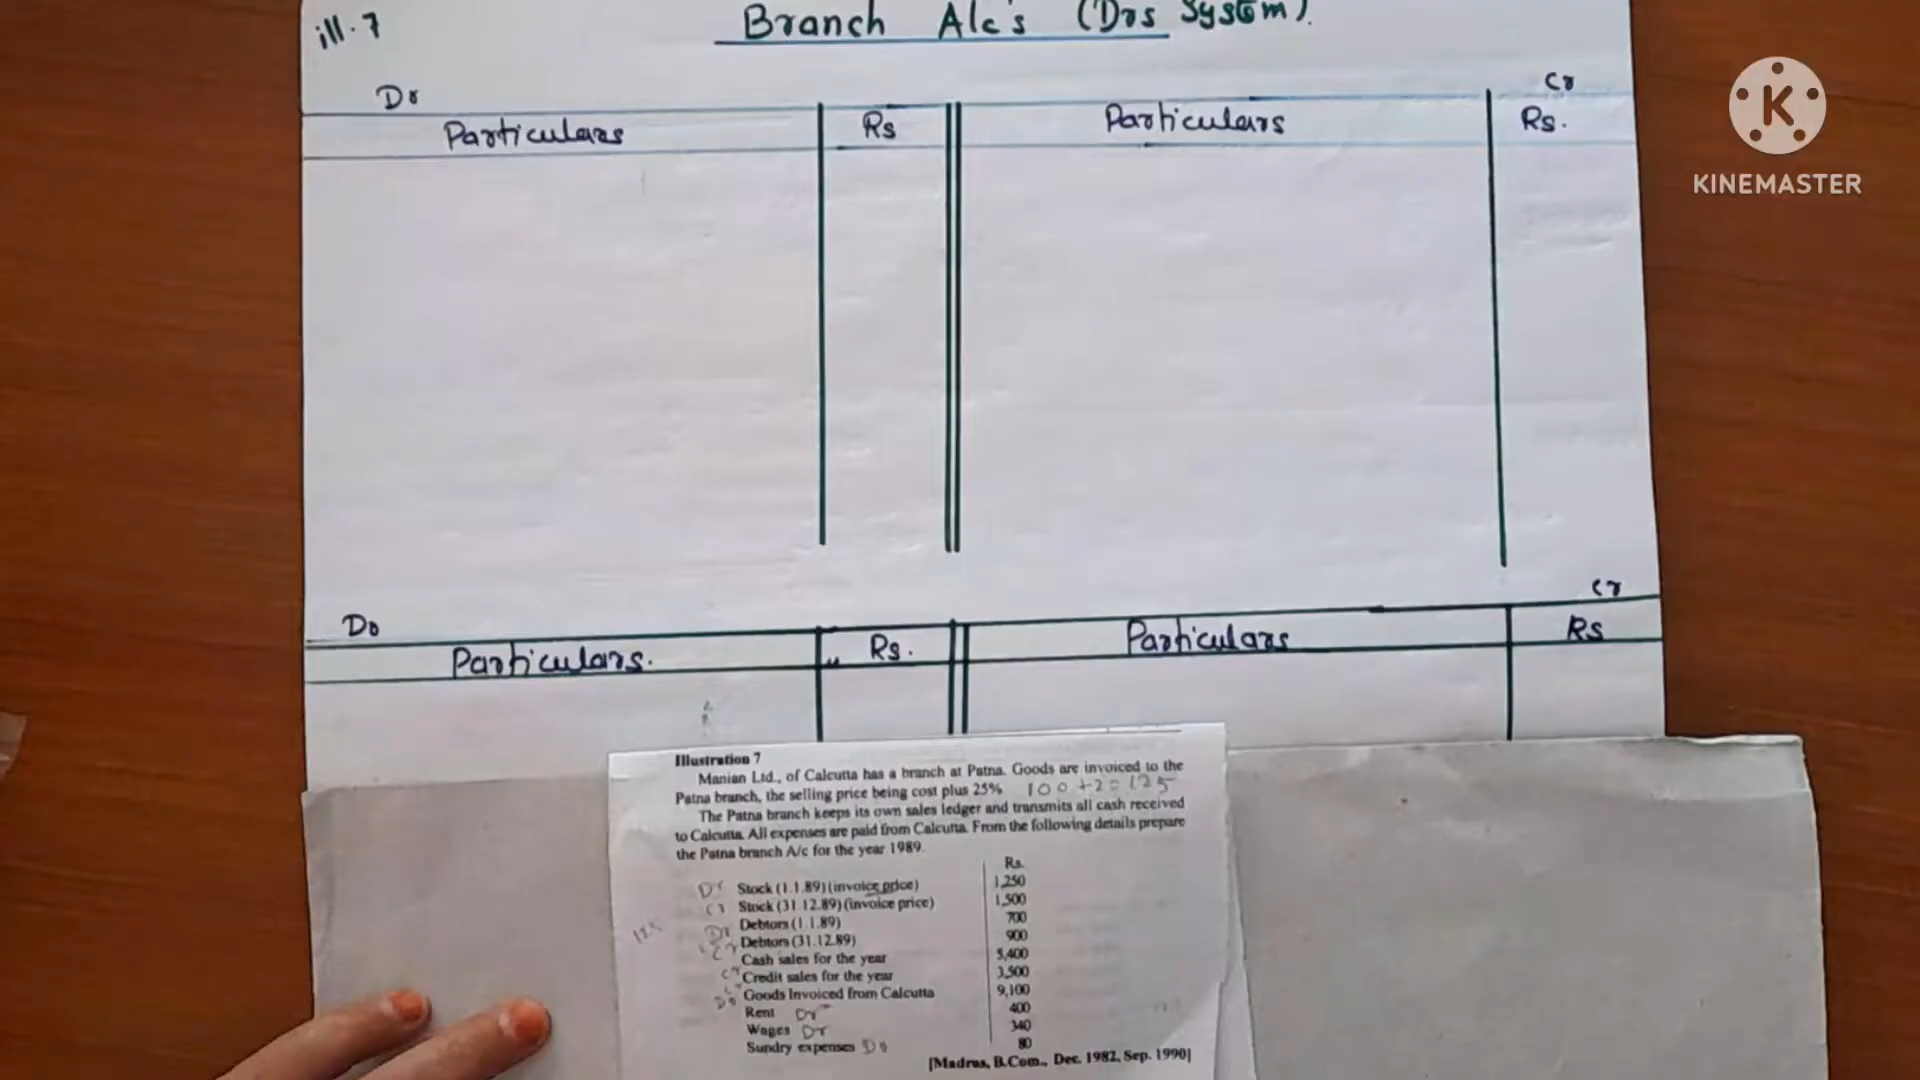 ill. 7
Branch A/c's (Drs System).
Dr
Cr
Particulars
Rs
Particulars
Rs.
KINEMASTER
Dr
Cr
Particulars.
Rs.
Particulars
Rs
Illustration 7
Manian Ltd., of Calcutta has a branch at Patna. Goods are invoiced to the
Patna branch, the selling price being cost plus 25%
The Patna branch keeps its own sales ledger and transmits all cash received
to Calcutta. All expenses are paid from Calcutta. From the following details prepare
the Patna branch A/c for the year 1989.
Rs.
Dr Stock (1.1.89) (invoice price) 1,250
Cr Stock (31.12.89) (invoice price) 1,500
Dr Debtors (1.1.89) 700
Cr Debtors (31.12.89) 900
Cash sales for the year 5,400
Cr Credit sales for the year 3,500
Dr Goods Invoiced from Calcutta 9,100
Rent Dr 400
Wages Dr 340
Sundry expenses Dr 80
[Madras, B.Com., Dec. 1982, Sep. 1990]